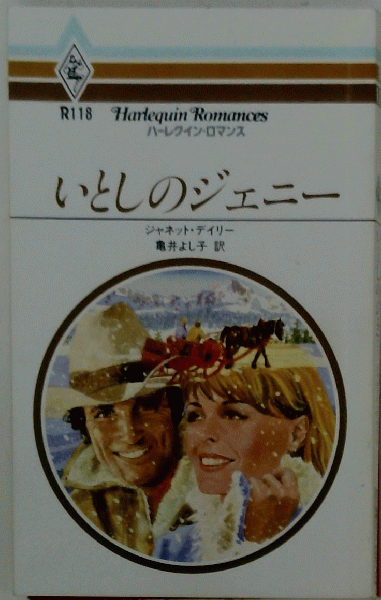 R118 Harlequin Romances
ハーレクイン・ロマンス
いとしのジェニー
ジャネット・デイリー
亀井よし子 訳